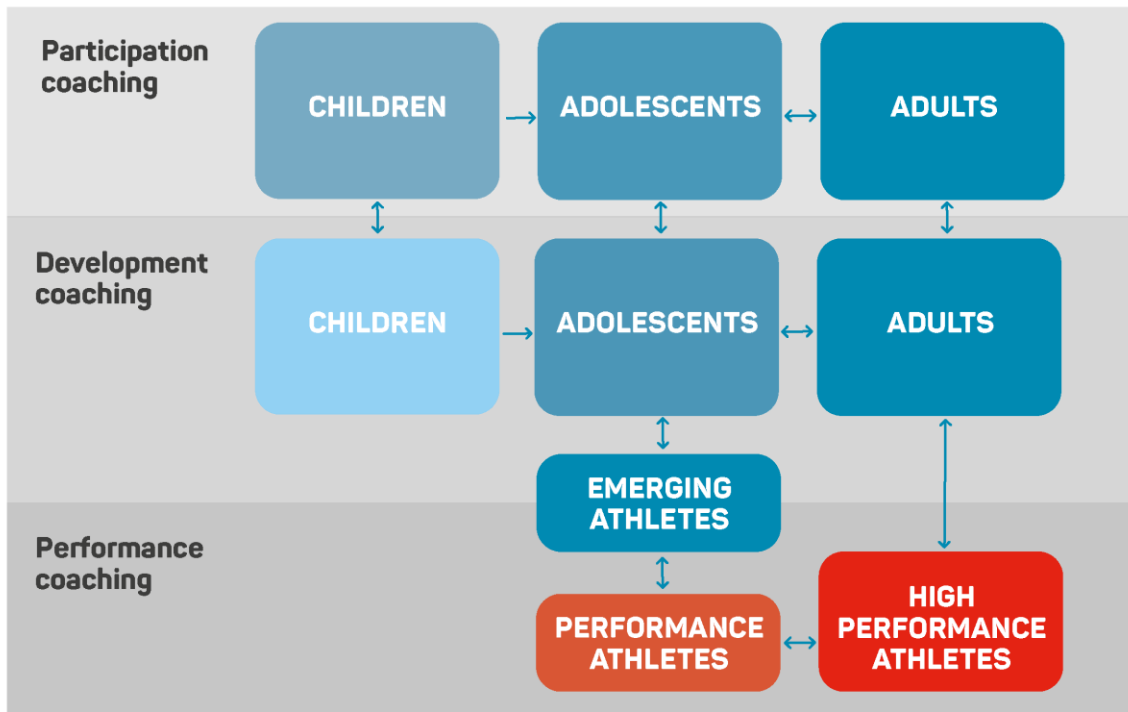 Participation
coaching
CHILDREN
ADOLESCENTS
ADULTS
Development
coaching
CHILDREN
ADOLESCENTS
ADULTS
EMERGING
ATHLETES
Performance
coaching
PERFORMANCE
ATHLETES
HIGH
PERFORMANCE
ATHLETES